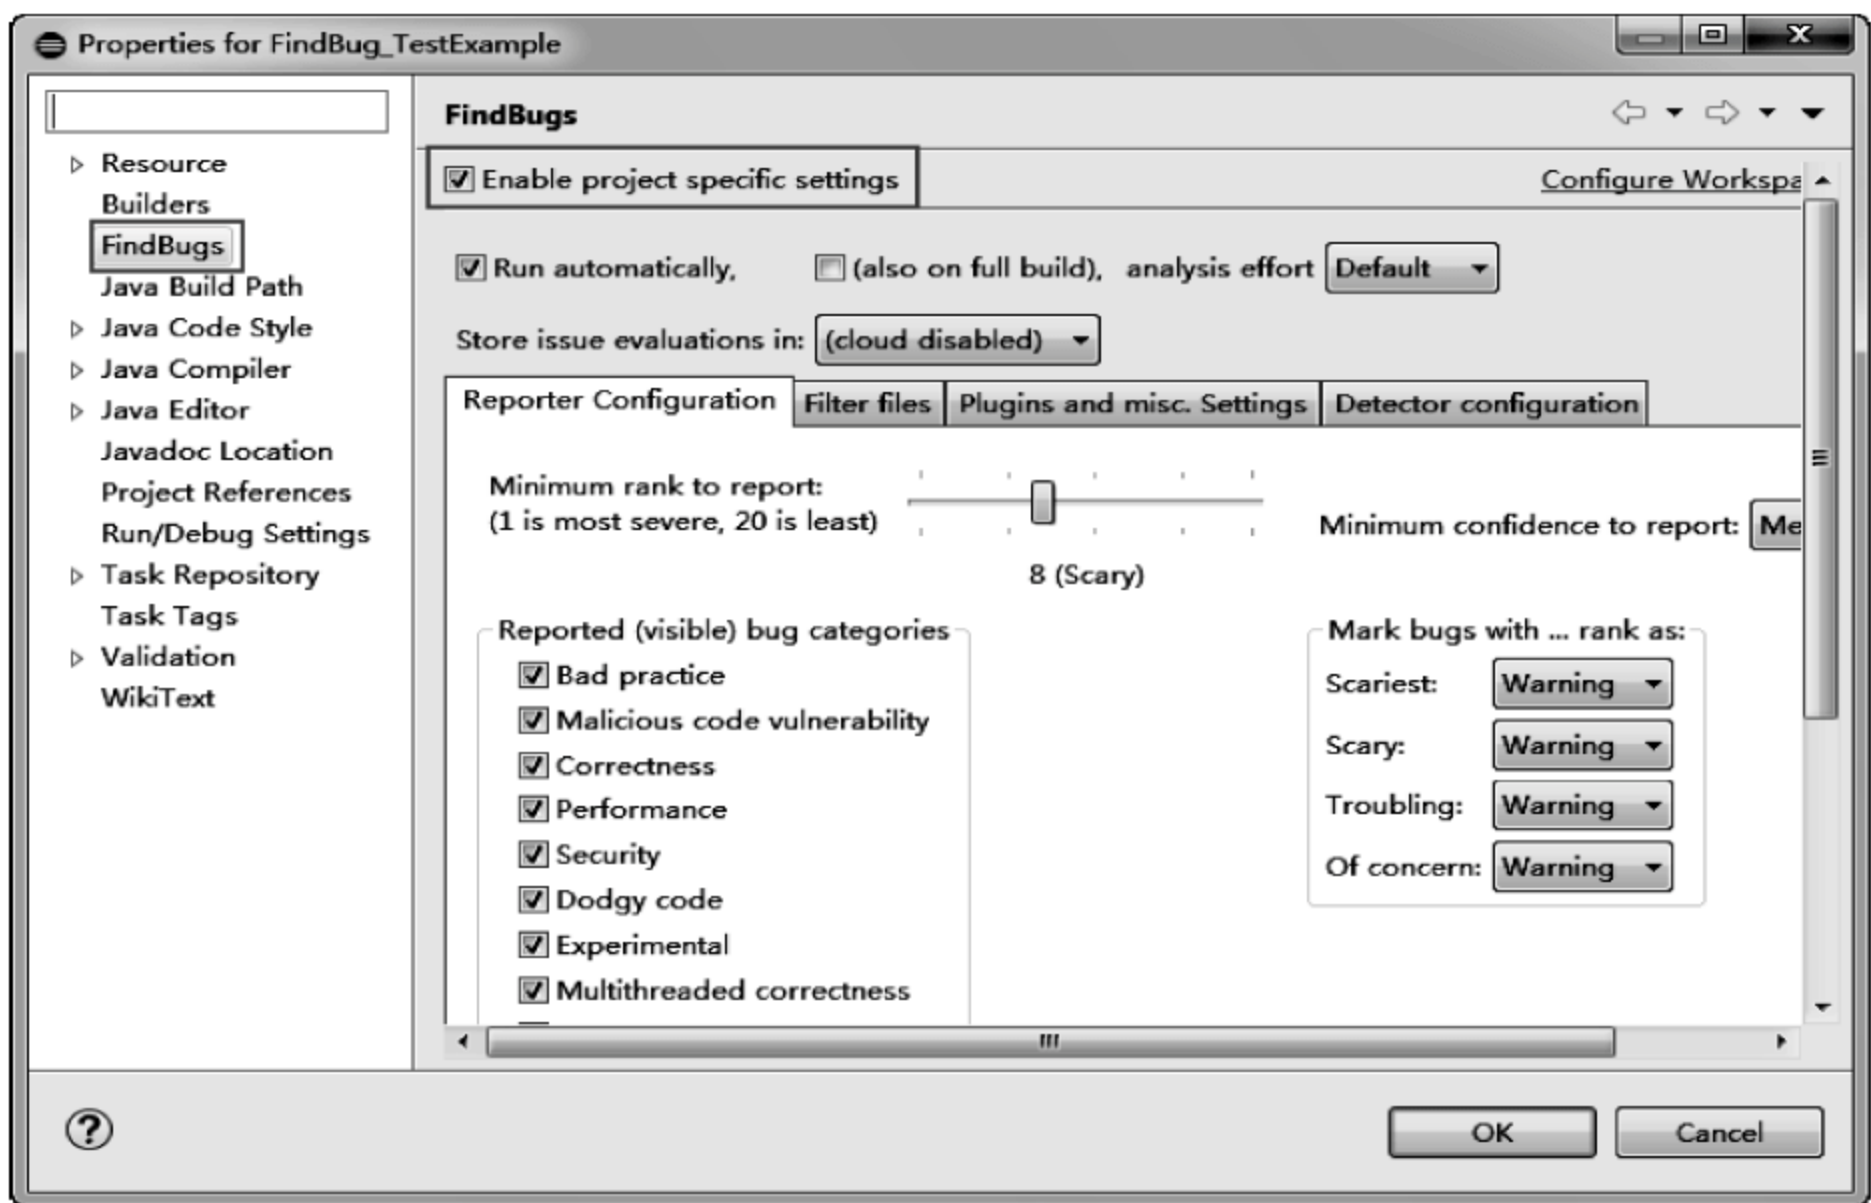 Properties for FindBug_TestExample
Resource
Builders
FindBugs
Java Build Path
Java Code Style
Java Compiler
Java Editor
Javadoc Location
Project References
Run/Debug Settings
Task Repository
Task Tags
Validation
WikiText
FindBugs
Enable project specific settings
Configure Workspa
Run automatically, (also on full build), analysis effort Default
Store issue evaluations in: (cloud disabled)
Reporter Configuration Filter files Plugins and misc. Settings Detector configuration
Minimum rank to report:
(1 is most severe, 20 is least)
8 (Scary)
Minimum confidence to report: Me
Reported (visible) bug categories
Bad practice
Malicious code vulnerability
Correctness
Performance
Security
Dodgy code
Experimental
Multithreaded correctness
Mark bugs with ... rank as:
Scariest: Warning
Scary: Warning
Troubling: Warning
Of concern: Warning
?
OK Cancel